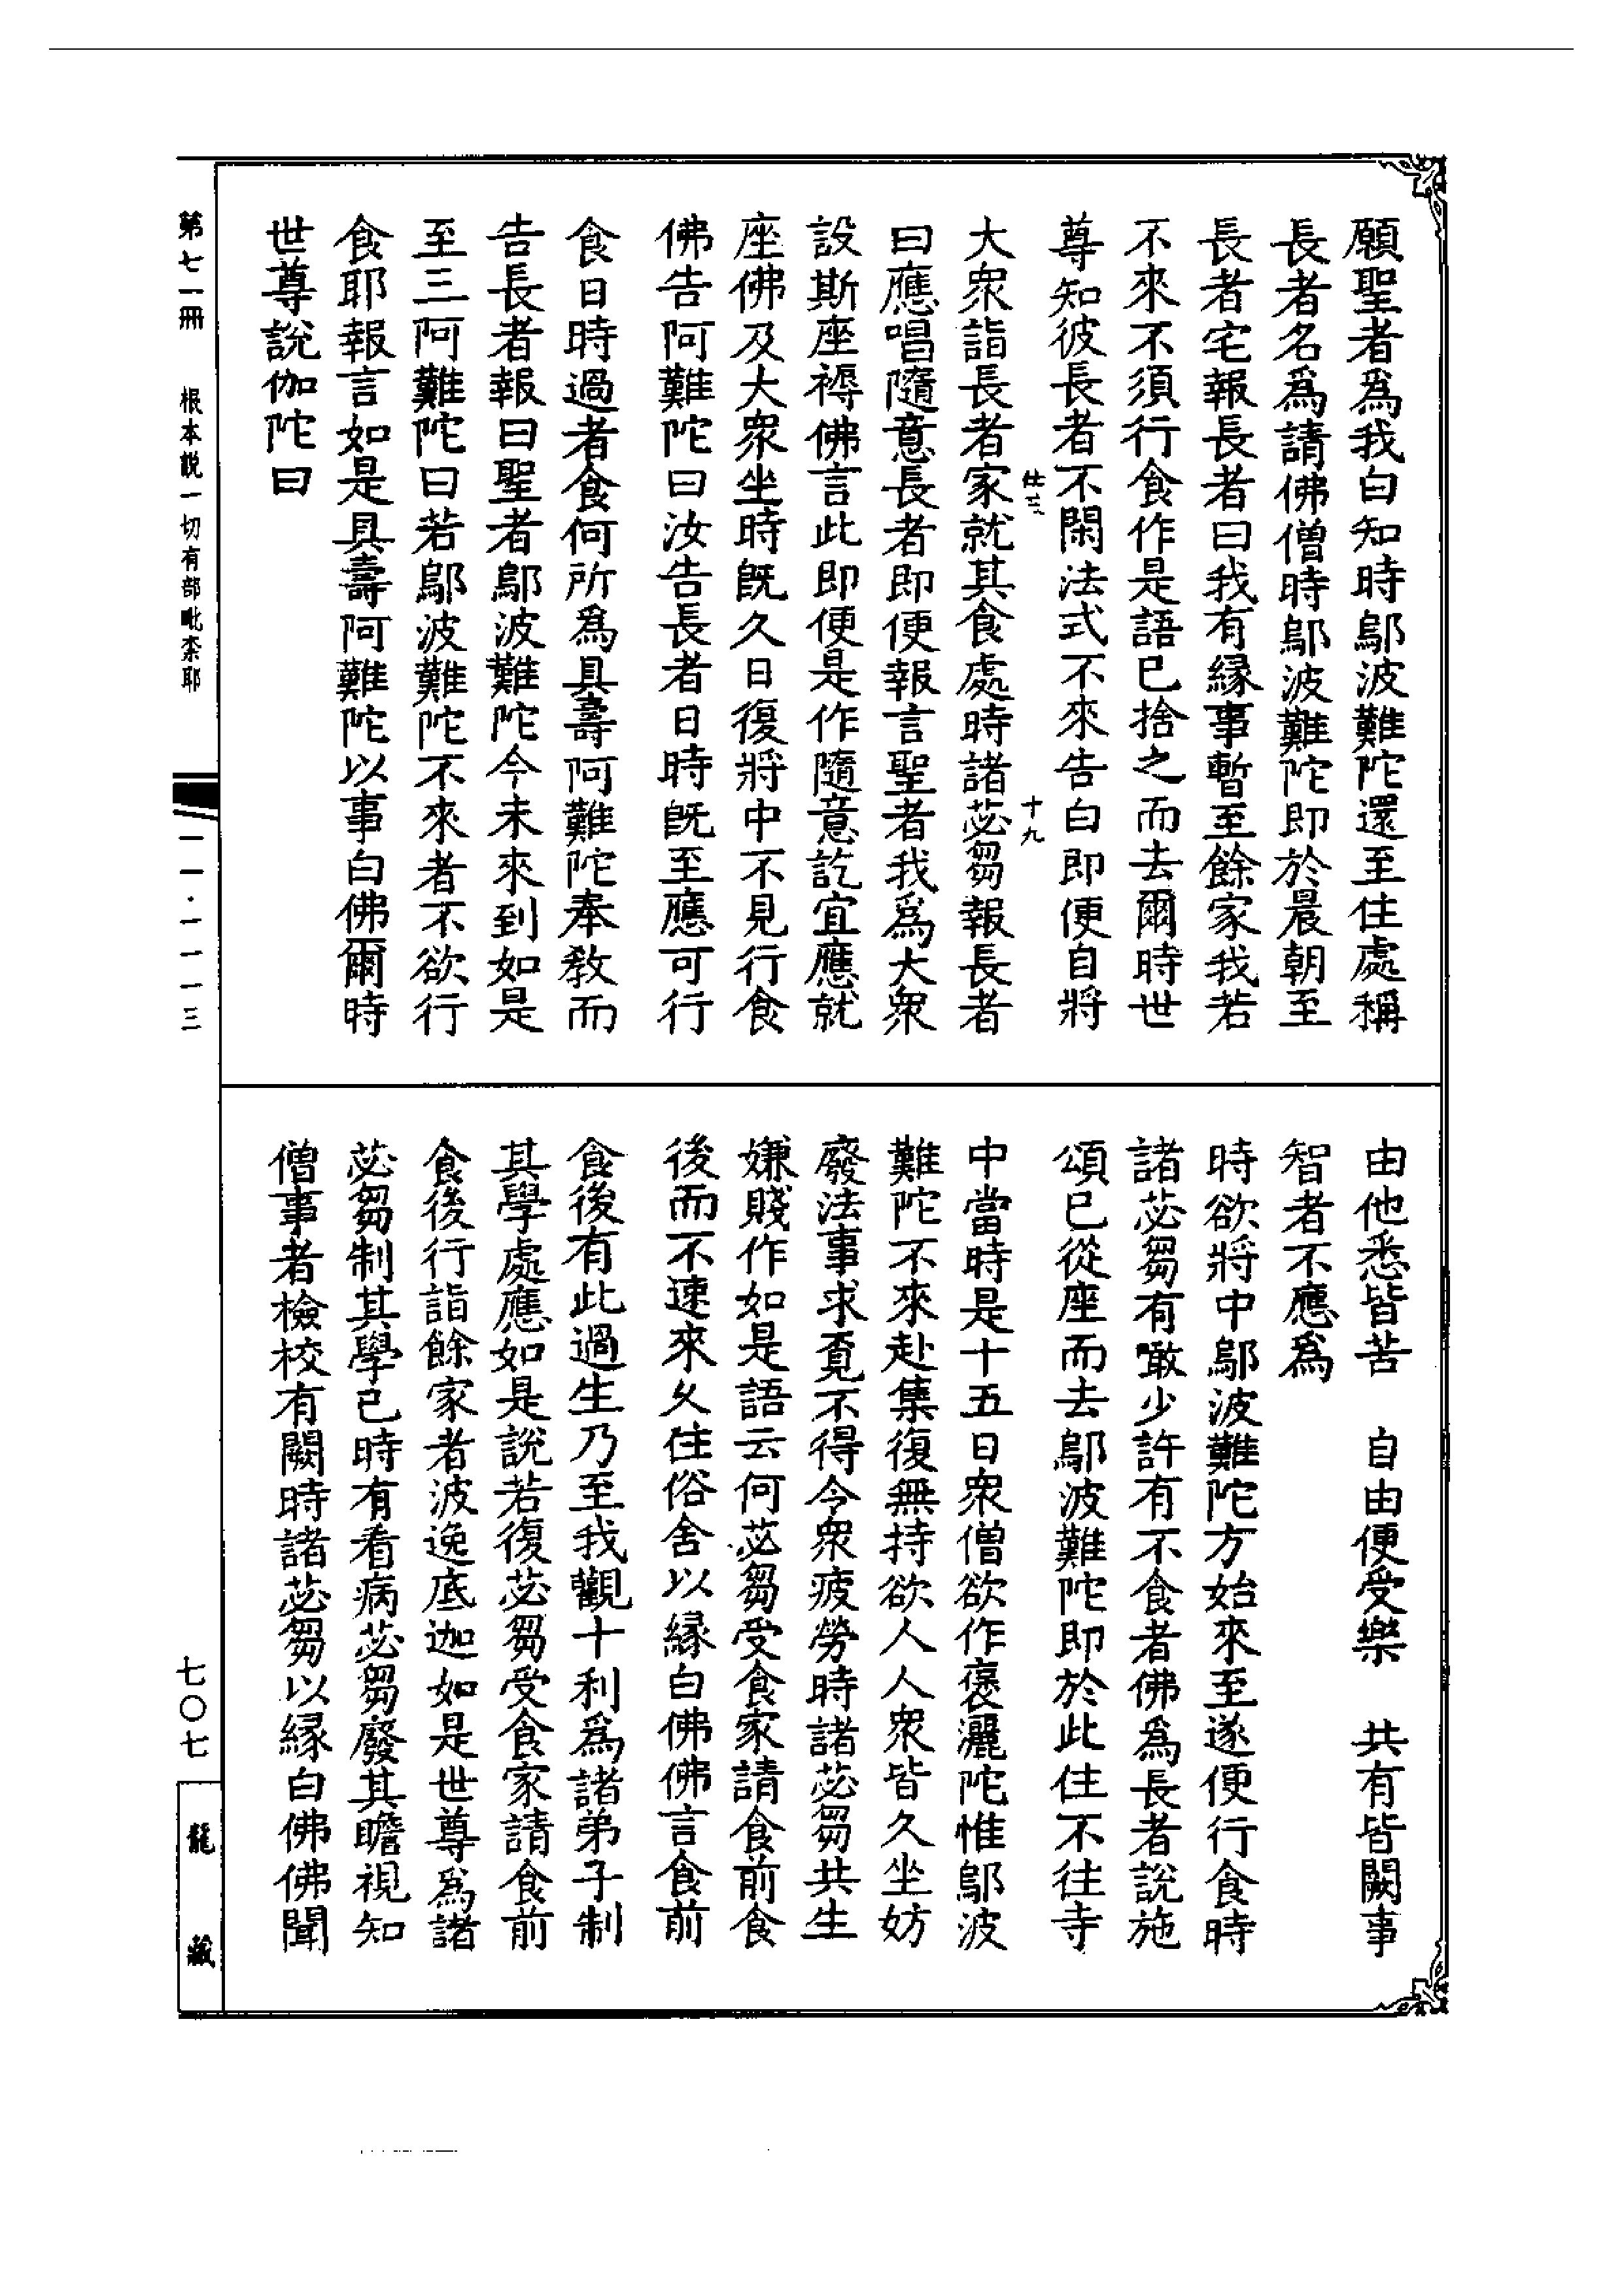 願聖者爲我白知時鄔波難陀還至住處稱
長者名爲請佛僧時鄔波難陀即於晨朝至
長者宅報長者曰我有縁事暫至餘家我若
不來不須行食作是語已捨之而去爾時世
尊知彼長者不閑法式不來告白即便自將
仕三 十九
大衆詣長者家就其食處時諸苾芻報長者
曰應唱隨意長者即便報言聖者我爲大衆
設斯座褥佛言此即便是作隨意訖宜應就
座佛及大衆坐時旣久日復將中不見行食
佛告阿難陀曰汝告長者日時旣至應可行
食日時過者食何所爲具壽阿難陀奉教而
告長者報曰聖者鄔波難陀今未來到如是
至三阿難陀曰若鄔波難陀不來者不欲行
食耶報言如是具壽阿難陀以事白佛爾時
世尊說伽陀曰
由他悉皆苦 自由便受樂 共有皆闕事
智者不應爲
時欲將中鄔波難陀方始來至遂便行食時
諸苾芻有噉少許有不食者佛爲長者說施
頌已從座而去鄔波難陀即於此住不往寺
中當時是十五日衆僧欲作褒灑陀惟鄔波
難陀不來赴集復無持欲人人衆皆久坐妨
廢法事求覔不得令衆疲勞時諸苾芻共生
嫌賤作如是語云何苾芻受食家請食前食
後而不速來久住俗舍以縁白佛佛言食前
食後有此過生乃至我觀十利爲諸弟子制
其學處應如是說若復苾芻受食家請食前
食後行詣餘家者波逸底迦如是世尊爲諸
苾芻制其學已時有看病苾芻廢其瞻視知
僧事者檢校有闕時諸苾芻以縁白佛佛聞
第七一冊 根本説一切有部毗柰耶 一一·一一一三 七〇七 龍藏